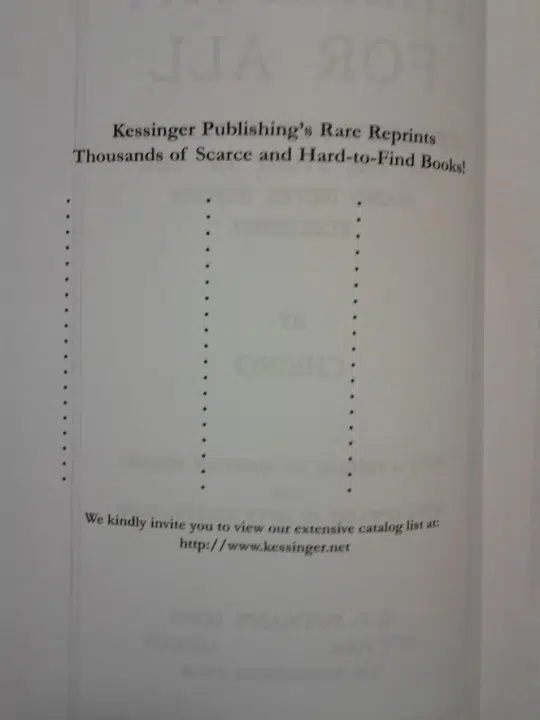 Kessinger Publishing's Rare Reprints
Thousands of Scarce and Hard-to-Find Books!
We kindly invite you to view our extensive catalog list at:
http://www.kessinger.net